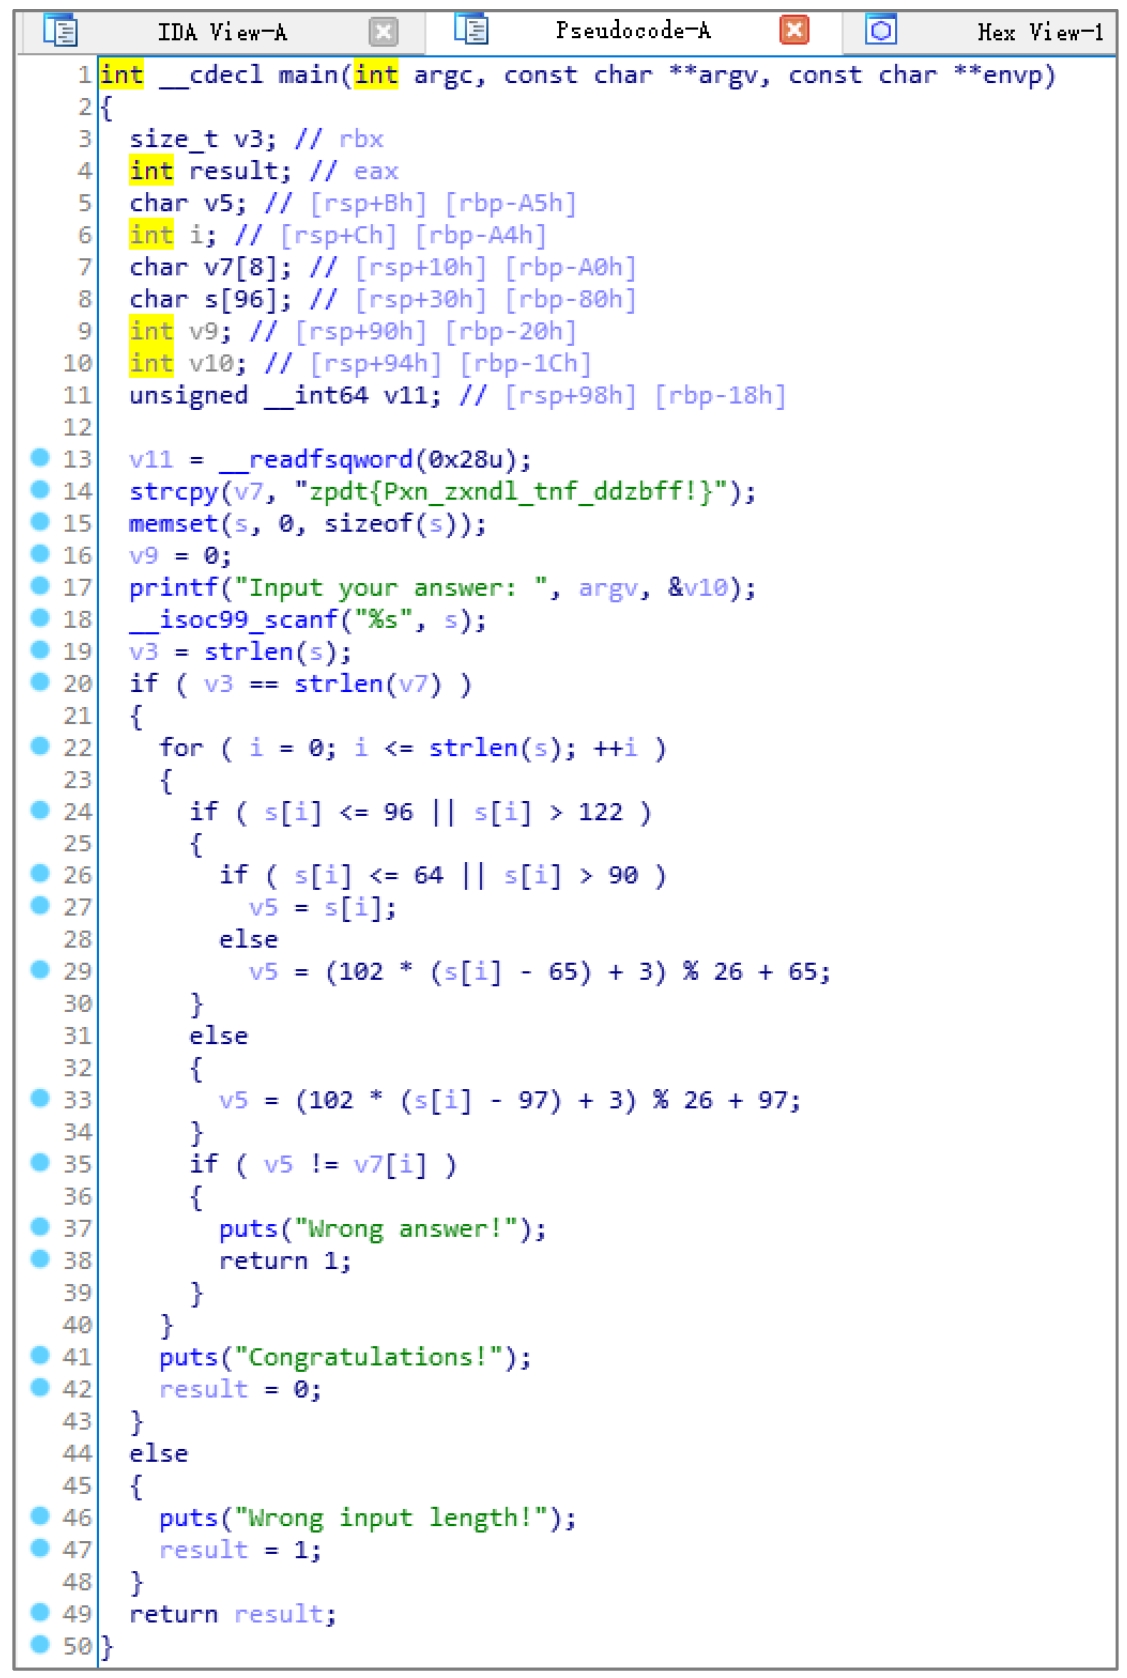 IDA View-A Pseudocode-A Hex View-1
1 int __cdecl main(int argc, const char **argv, const char **envp)
2 {
3   size_t v3; // rbx
4   int result; // eax
5   char v5; // [rsp+Bh] [rbp-A5h]
6   int i; // [rsp+Ch] [rbp-A4h]
7   char v7[8]; // [rsp+10h] [rbp-A0h]
8   char s[96]; // [rsp+30h] [rbp-80h]
9   int v9; // [rsp+90h] [rbp-20h]
10   int v10; // [rsp+94h] [rbp-1Ch]
11   unsigned __int64 v11; // [rsp+98h] [rbp-18h]
12
13   v11 = __readfsqword(0x28u);
14   strcpy(v7, "zpdt{Pxn_zxndl_tnf_ddzbff!}");
15   memset(s, 0, sizeof(s));
16   v9 = 0;
17   printf("Input your answer: ", argv, &v10);
18   __isoc99_scanf("%s", s);
19   v3 = strlen(s);
20   if ( v3 == strlen(v7) )
21   {
22     for ( i = 0; i <= strlen(s); ++i )
23     {
24       if ( s[i] <= 96 || s[i] > 122 )
25       {
26         if ( s[i] <= 64 || s[i] > 90 )
27           v5 = s[i];
28         else
29           v5 = (102 * (s[i] - 65) + 3) % 26 + 65;
30       }
31       else
32       {
33         v5 = (102 * (s[i] - 97) + 3) % 26 + 97;
34       }
35       if ( v5 != v7[i] )
36       {
37         puts("Wrong answer!");
38         return 1;
39       }
40     }
41     puts("Congratulations!");
42     result = 0;
43   }
44   else
45   {
46     puts("Wrong input length!");
47     result = 1;
48   }
49   return result;
50 }